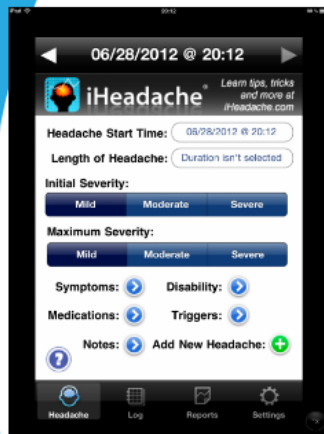 iPad
20:12
06/28/2012 @ 20:12
iHeadache®
Learn tips, tricks
and more at
iHeadache.com
Headache Start Time: 06/28/2012 @ 20:12
Length of Headache: Duration isn't selected
Initial Severity:
Mild Moderate Severe
Maximum Severity:
Mild Moderate Severe
Symptoms: Disability:
Medications: Triggers:
Notes: Add New Headache:
?
Headache Log Reports Settings